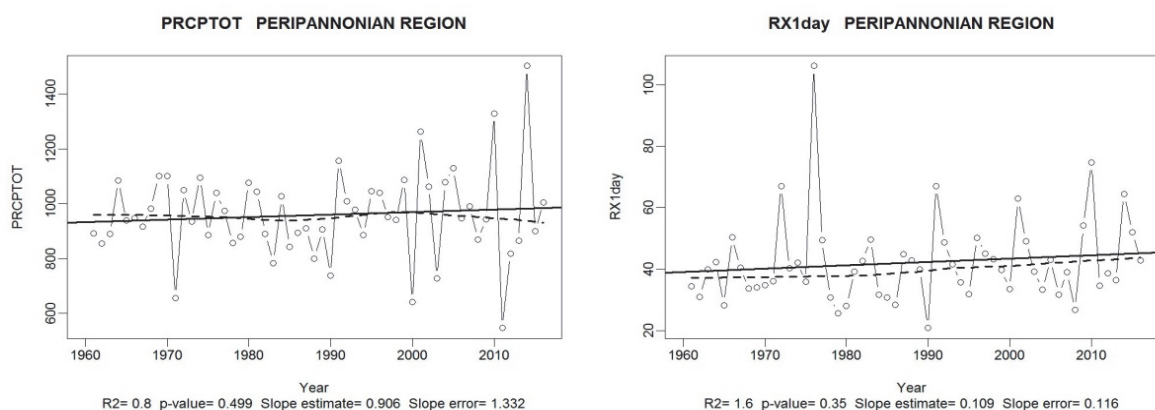 PRCPTOT PERIPANNONIAN REGION
PRCPTOT
1400
1200
1000
800
600
1960 1970 1980 1990 2000 2010
Year
R2= 0.8 p-value= 0.499 Slope estimate= 0.906 Slope error= 1.332
RX1day PERIPANNONIAN REGION
RX1day
100
80
60
40
20
1960 1970 1980 1990 2000 2010
Year
R2= 1.6 p-value= 0.35 Slope estimate= 0.109 Slope error= 0.116